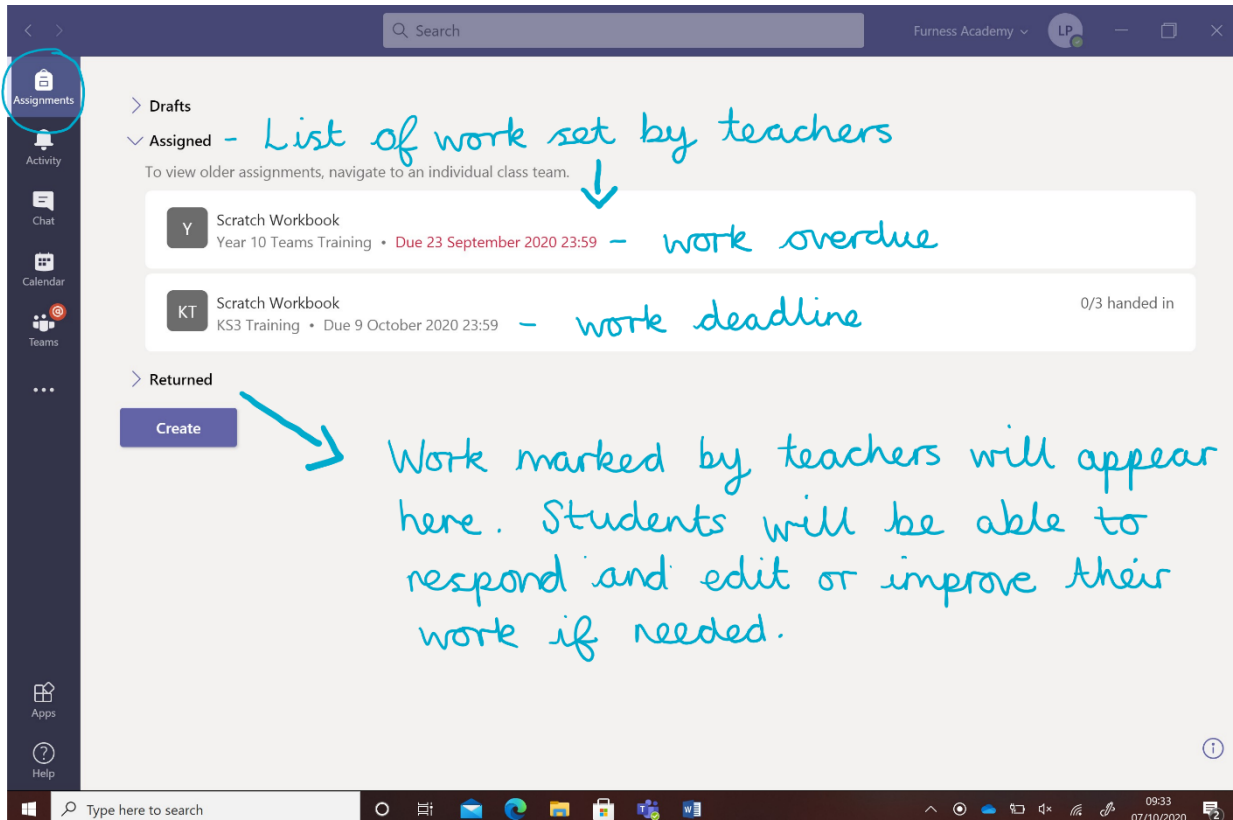 Search
Furness Academy
LP
Assignments
Activity
Chat
Calendar
Teams
Apps
Help
Drafts
Assigned - List of work set by teachers
To view older assignments, navigate to an individual class team.
Y
Scratch Workbook
Year 10 Teams Training • Due 23 September 2020 23:59 - work overdue
KT
Scratch Workbook
0/3 handed in
KS3 Training • Due 9 October 2020 23:59 - work deadline
Returned
Create
Work marked by teachers will appear
here. Students will be able to
respond and edit or improve their
work if needed.
Type here to search
09:33
07/10/2020
2